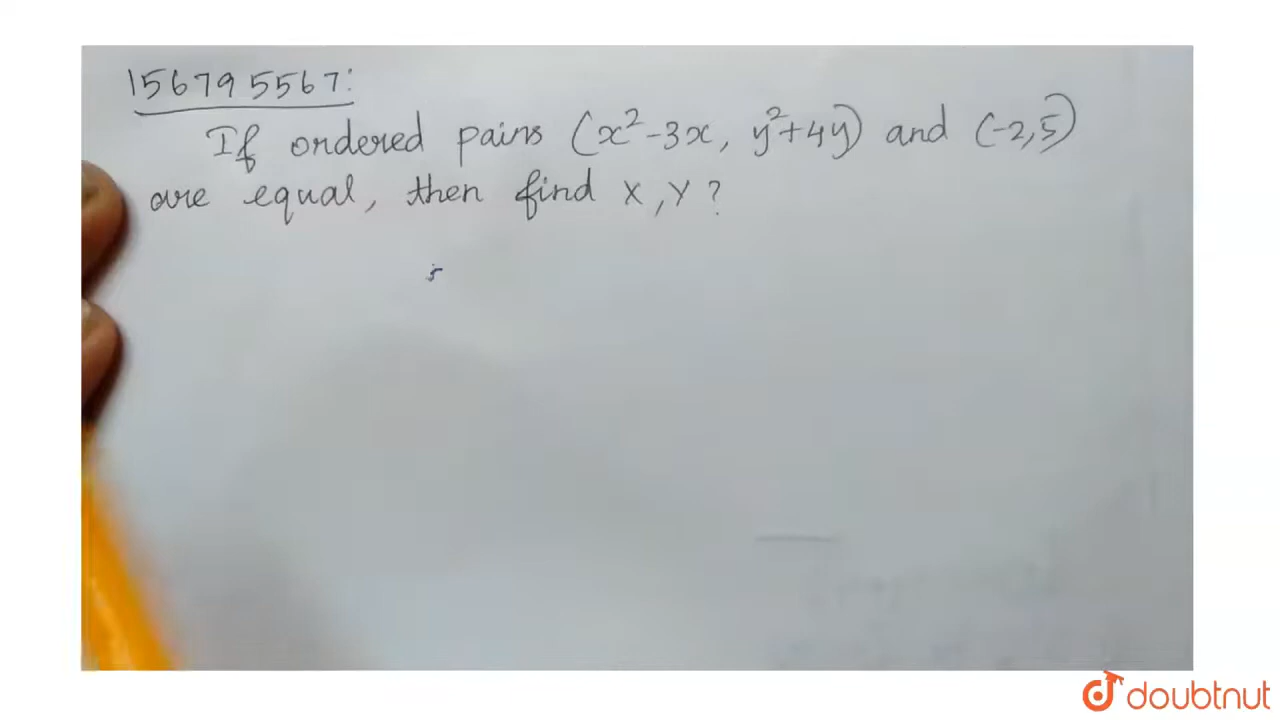 156795567:
If ordered pairs (x²-3x, y²+4y) and (-2,5)
are equal, then find x, y?
doubtnut